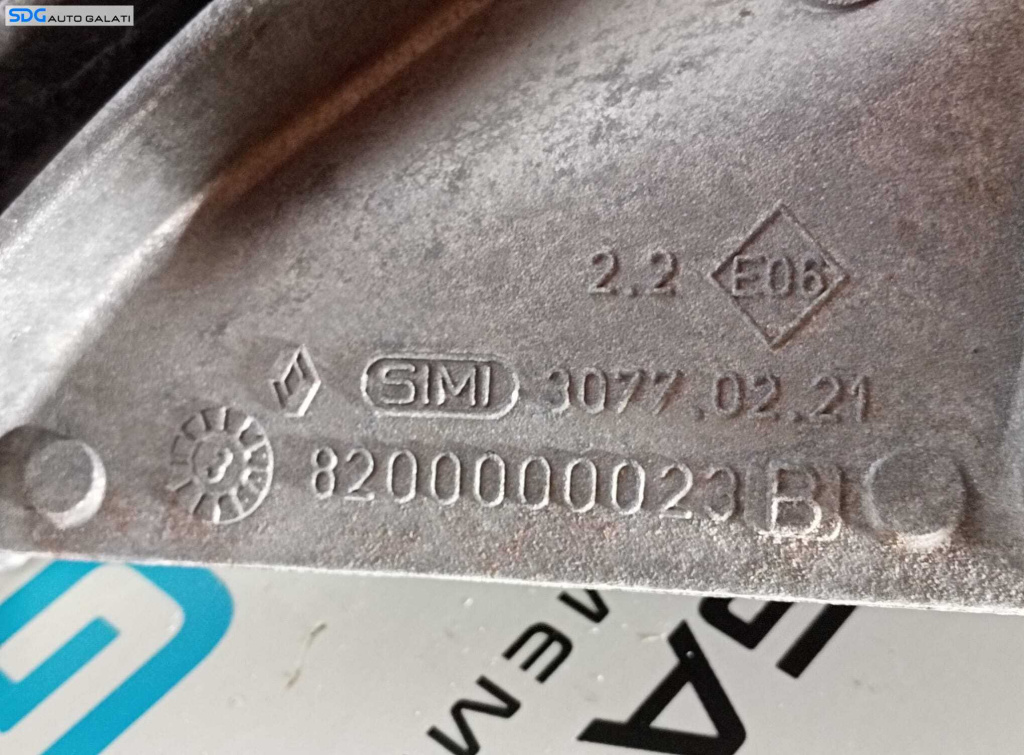 SDG AUTO GALATI
2.2 E06
SIMI 3077.02.21
8200000023 B